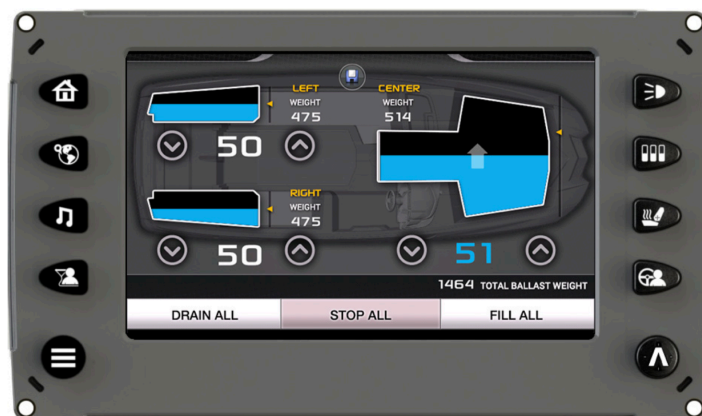 LEFT
WEIGHT
475
CENTER
WEIGHT
514
50
RIGHT
WEIGHT
475
50
51
1464 TOTAL BALLAST WEIGHT
DRAIN ALL
STOP ALL
FILL ALL